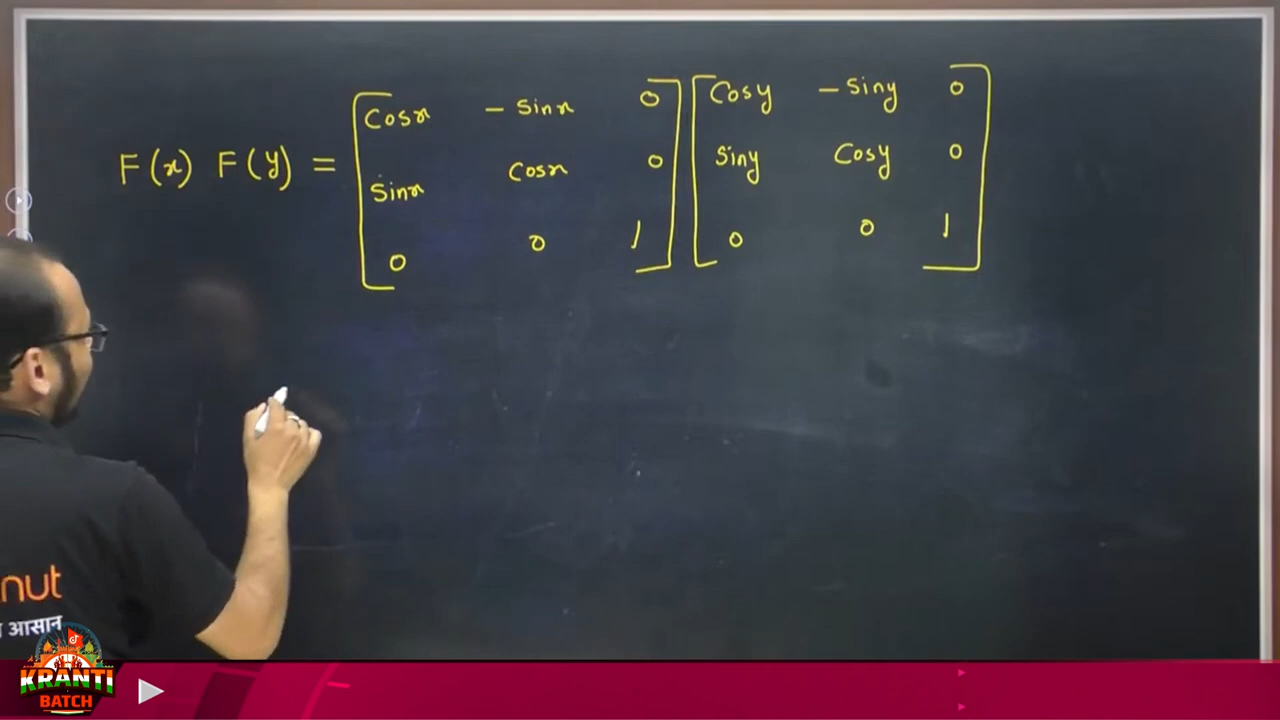 F(x) F(y) =
Cosx - Sinx 0
Sinx Cosx 0
0 0 1
Cosy - Siny 0
Siny Cosy 0
0 0 1
nut
आसान
KRANTI
BATCH